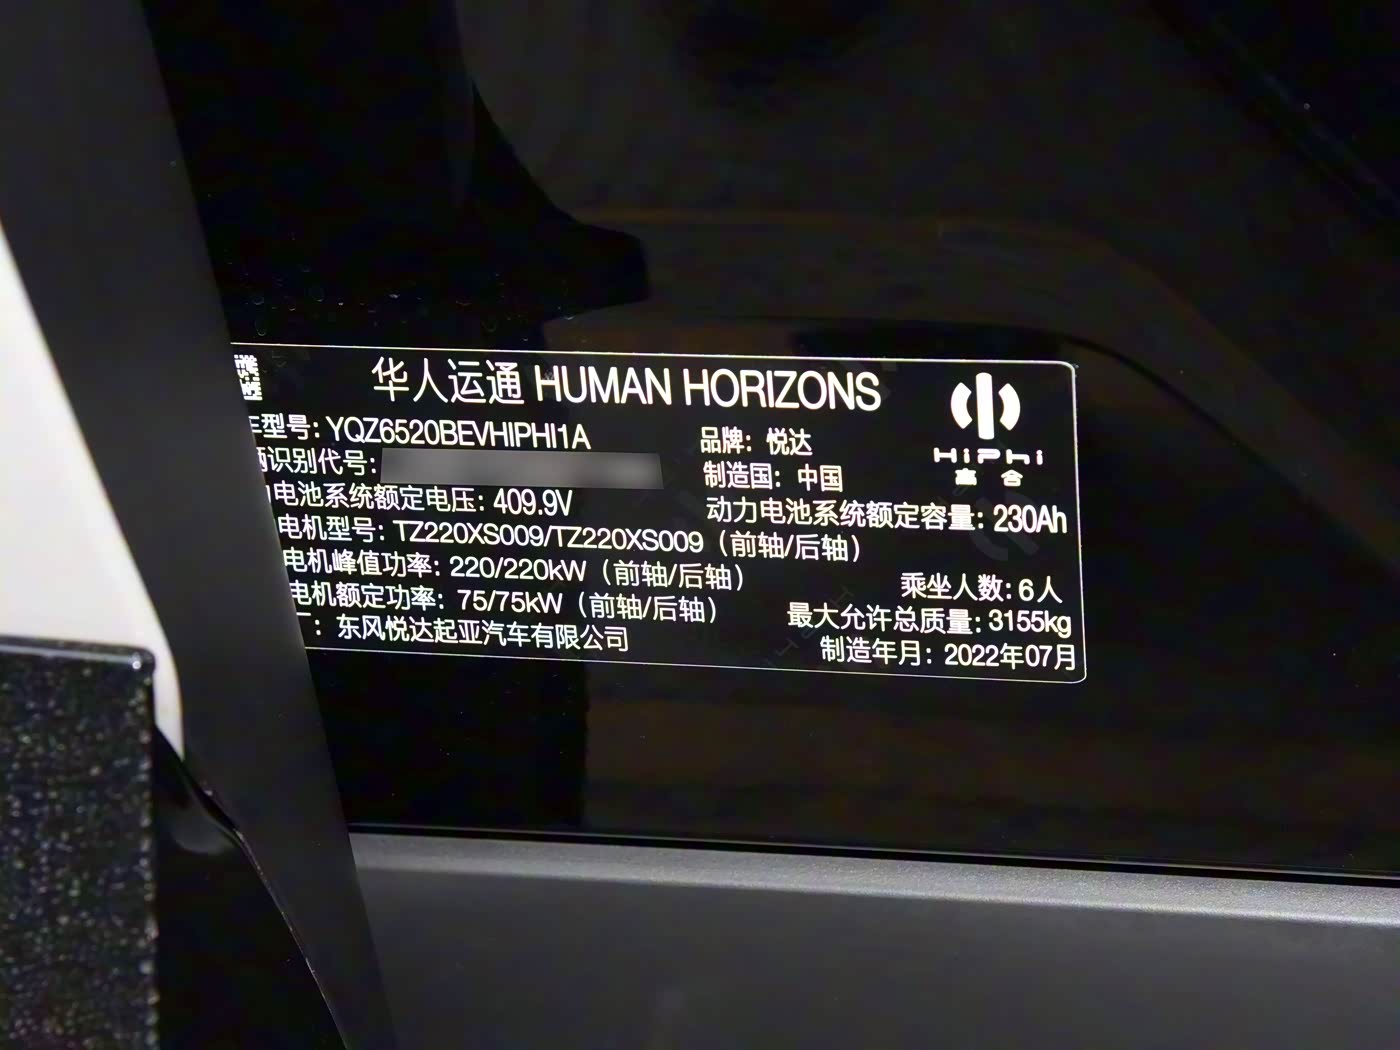 华人运通 HUMAN HORIZONS
HiPhi
高合
型号: YQZ6520BEVHIPHI1A
品牌: 悦达
识别代号:
制造国: 中国
电池系统额定电压: 409.9V
动力电池系统额定容量: 230Ah
电机型号: TZ220XS009/TZ220XS009（前轴/后轴）
电机峰值功率: 220/220kW（前轴/后轴）
乘坐人数: 6人
电机额定功率: 75/75kW（前轴/后轴）
最大允许总质量: 3155kg
: 东风悦达起亚汽车有限公司
制造年月: 2022年07月